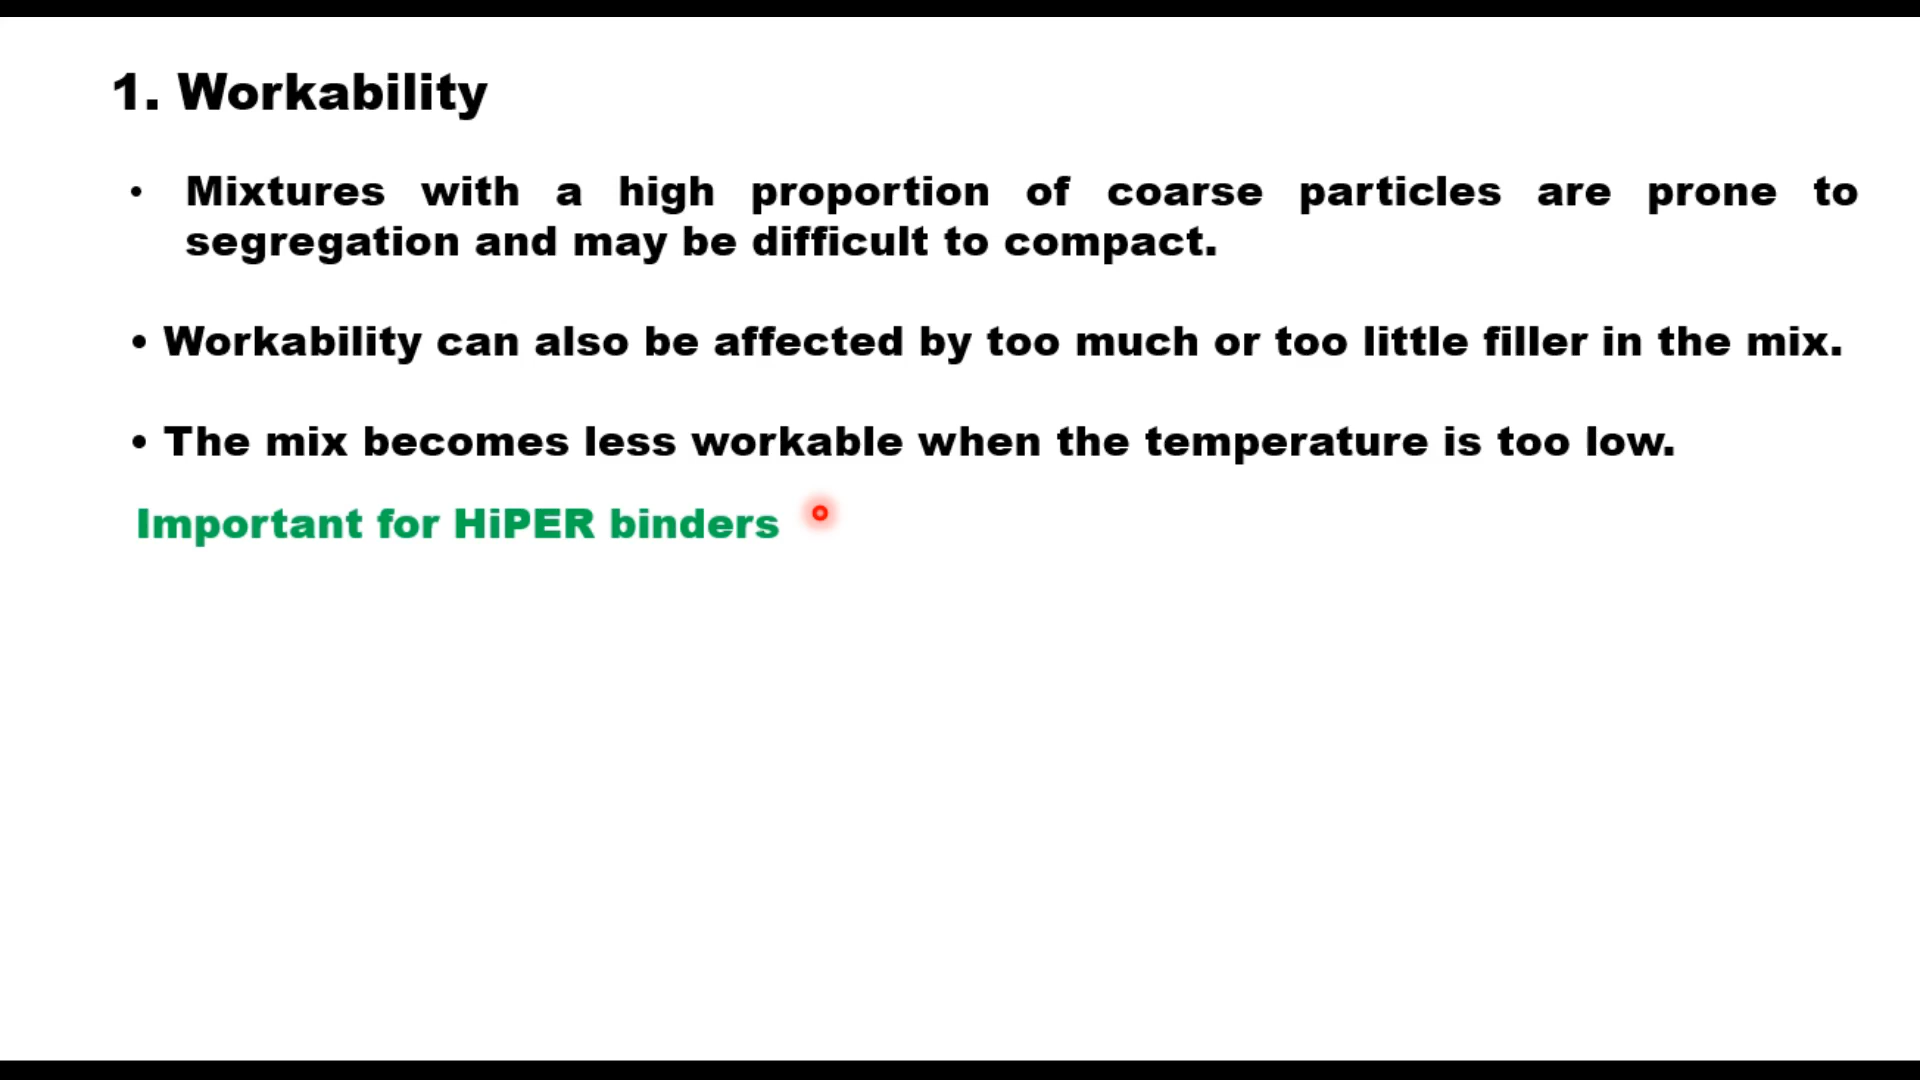 1. Workability
• Mixtures with a high proportion of coarse particles are prone to
segregation and may be difficult to compact.
• Workability can also be affected by too much or too little filler in the mix.
• The mix becomes less workable when the temperature is too low.
Important for HiPER binders